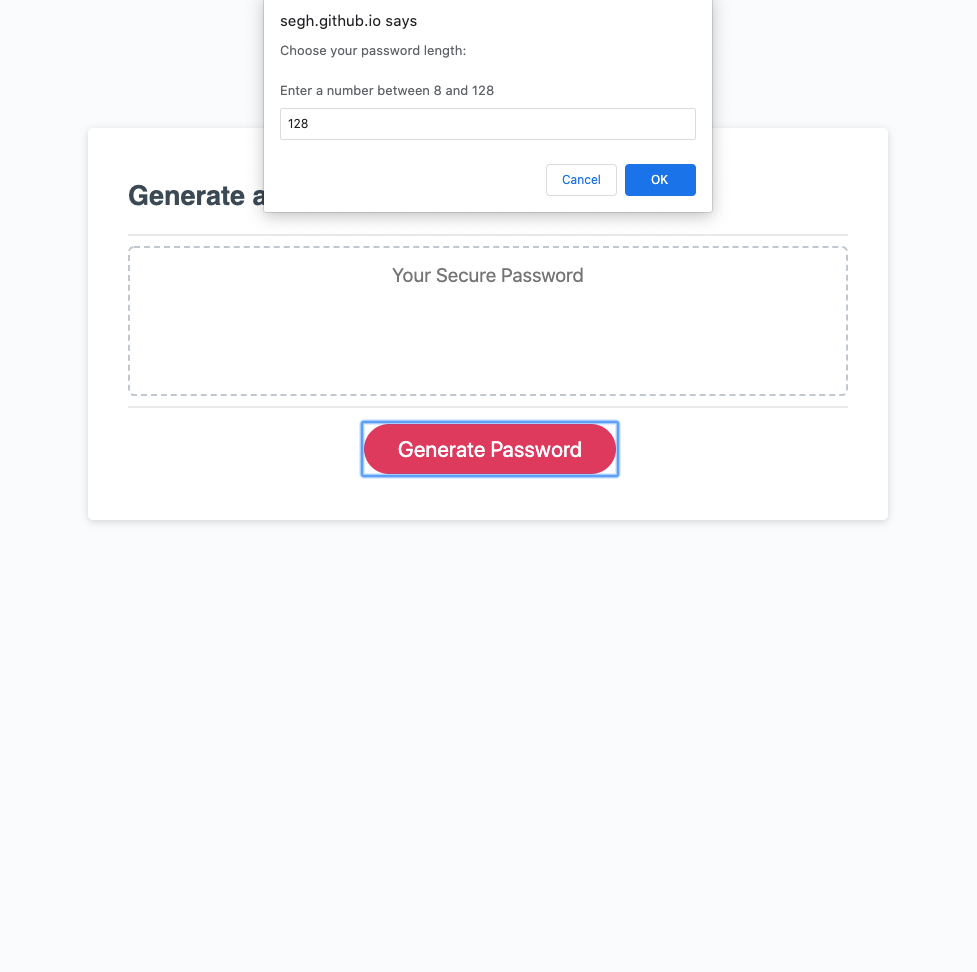 segh.github.io says
Choose your password length:
Enter a number between 8 and 128
128
Cancel
OK
Generate a
Your Secure Password
Generate Password